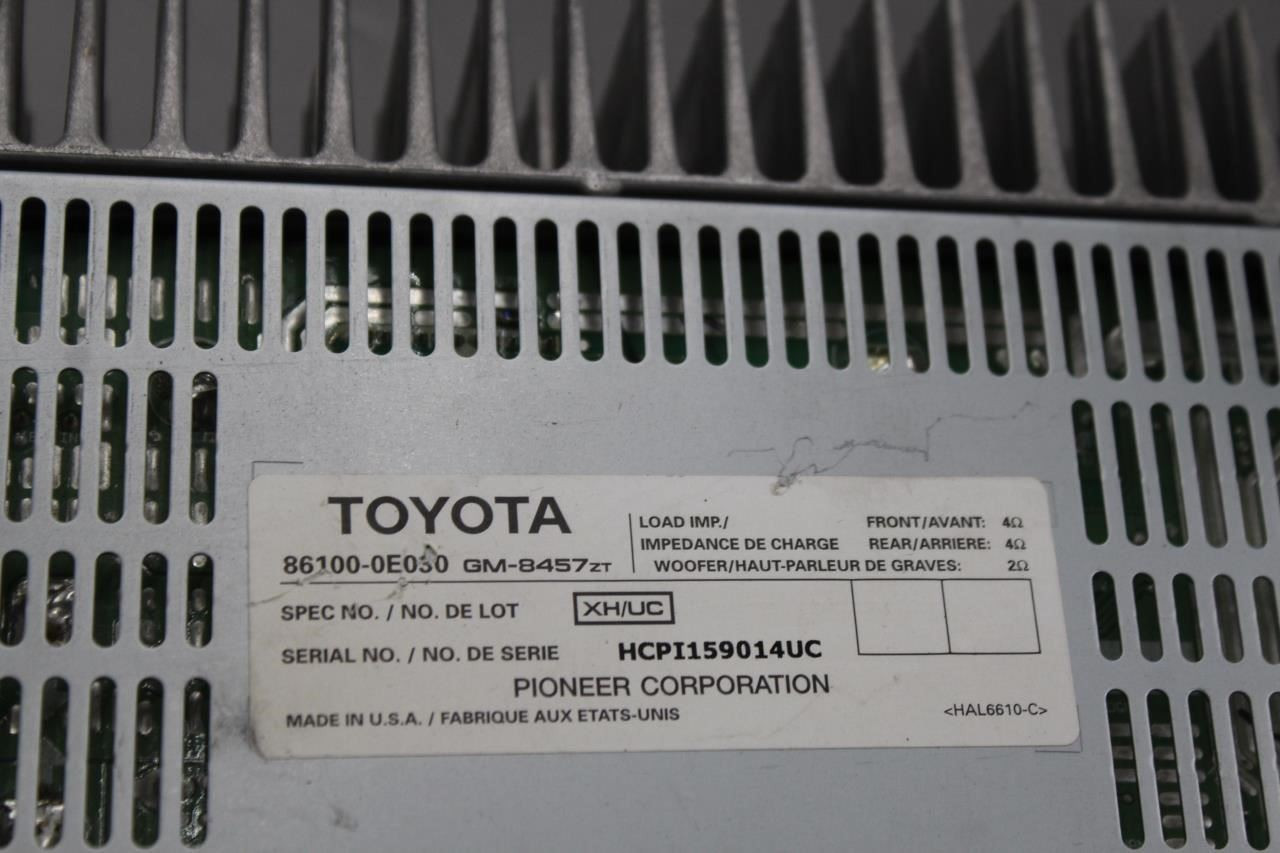 TOYOTA
86100-0E030 GM-8457ZT
LOAD IMP./ FRONT/AVANT: 4Ω
IMPEDANCE DE CHARGE REAR/ARRIERE: 4Ω
WOOFER/HAUT-PARLEUR DE GRAVES: 2Ω
SPEC NO. / NO. DE LOT XH/UC
SERIAL NO. / NO. DE SERIE HCPI159014UC
PIONEER CORPORATION
MADE IN U.S.A. / FABRIQUE AUX ETATS-UNIS <HAL6610-C>